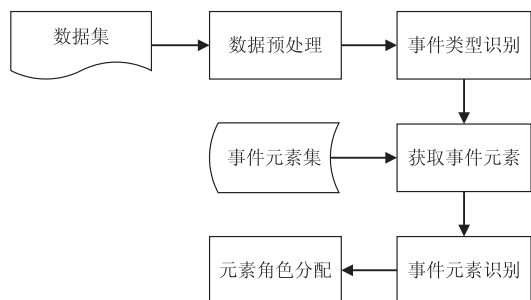 数据集
数据预处理
事件类型识别
事件元素集
获取事件元素
元素角色分配
事件元素识别